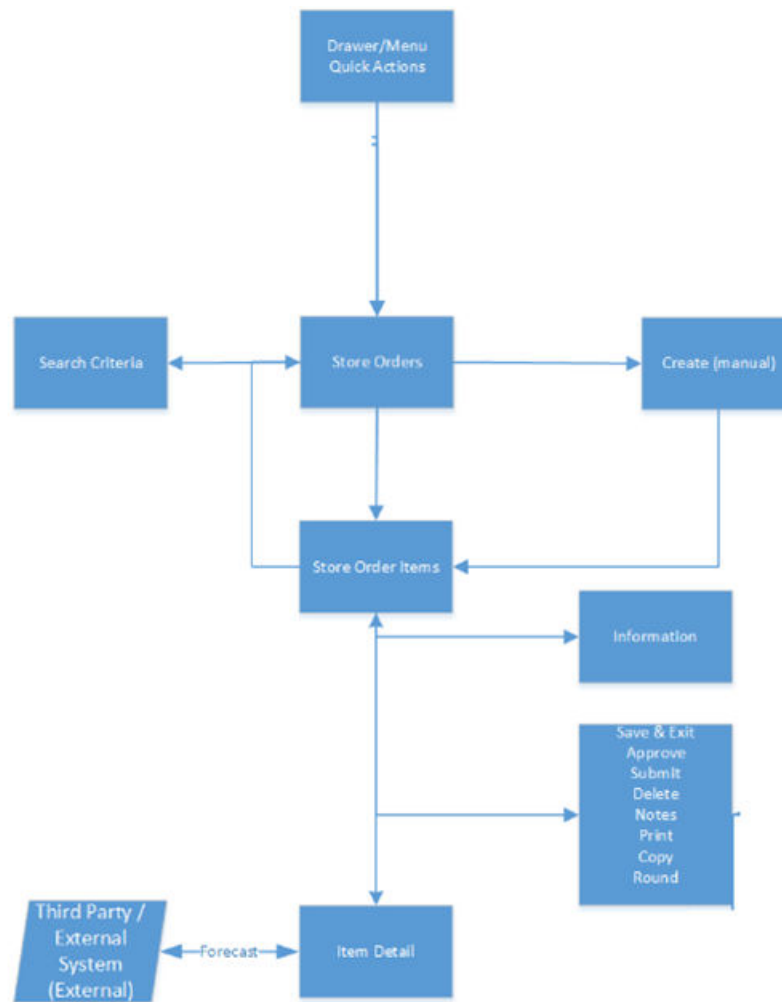 Drawer/Menu
Quick Actions
Search Criteria
Store Orders
Create (manual)
Store Order Items
Information
Save & Exit
Approve
Submit
Delete
Notes
Print
Copy
Round
Third Party /
External
System
(External)
Forecast
Item Detail